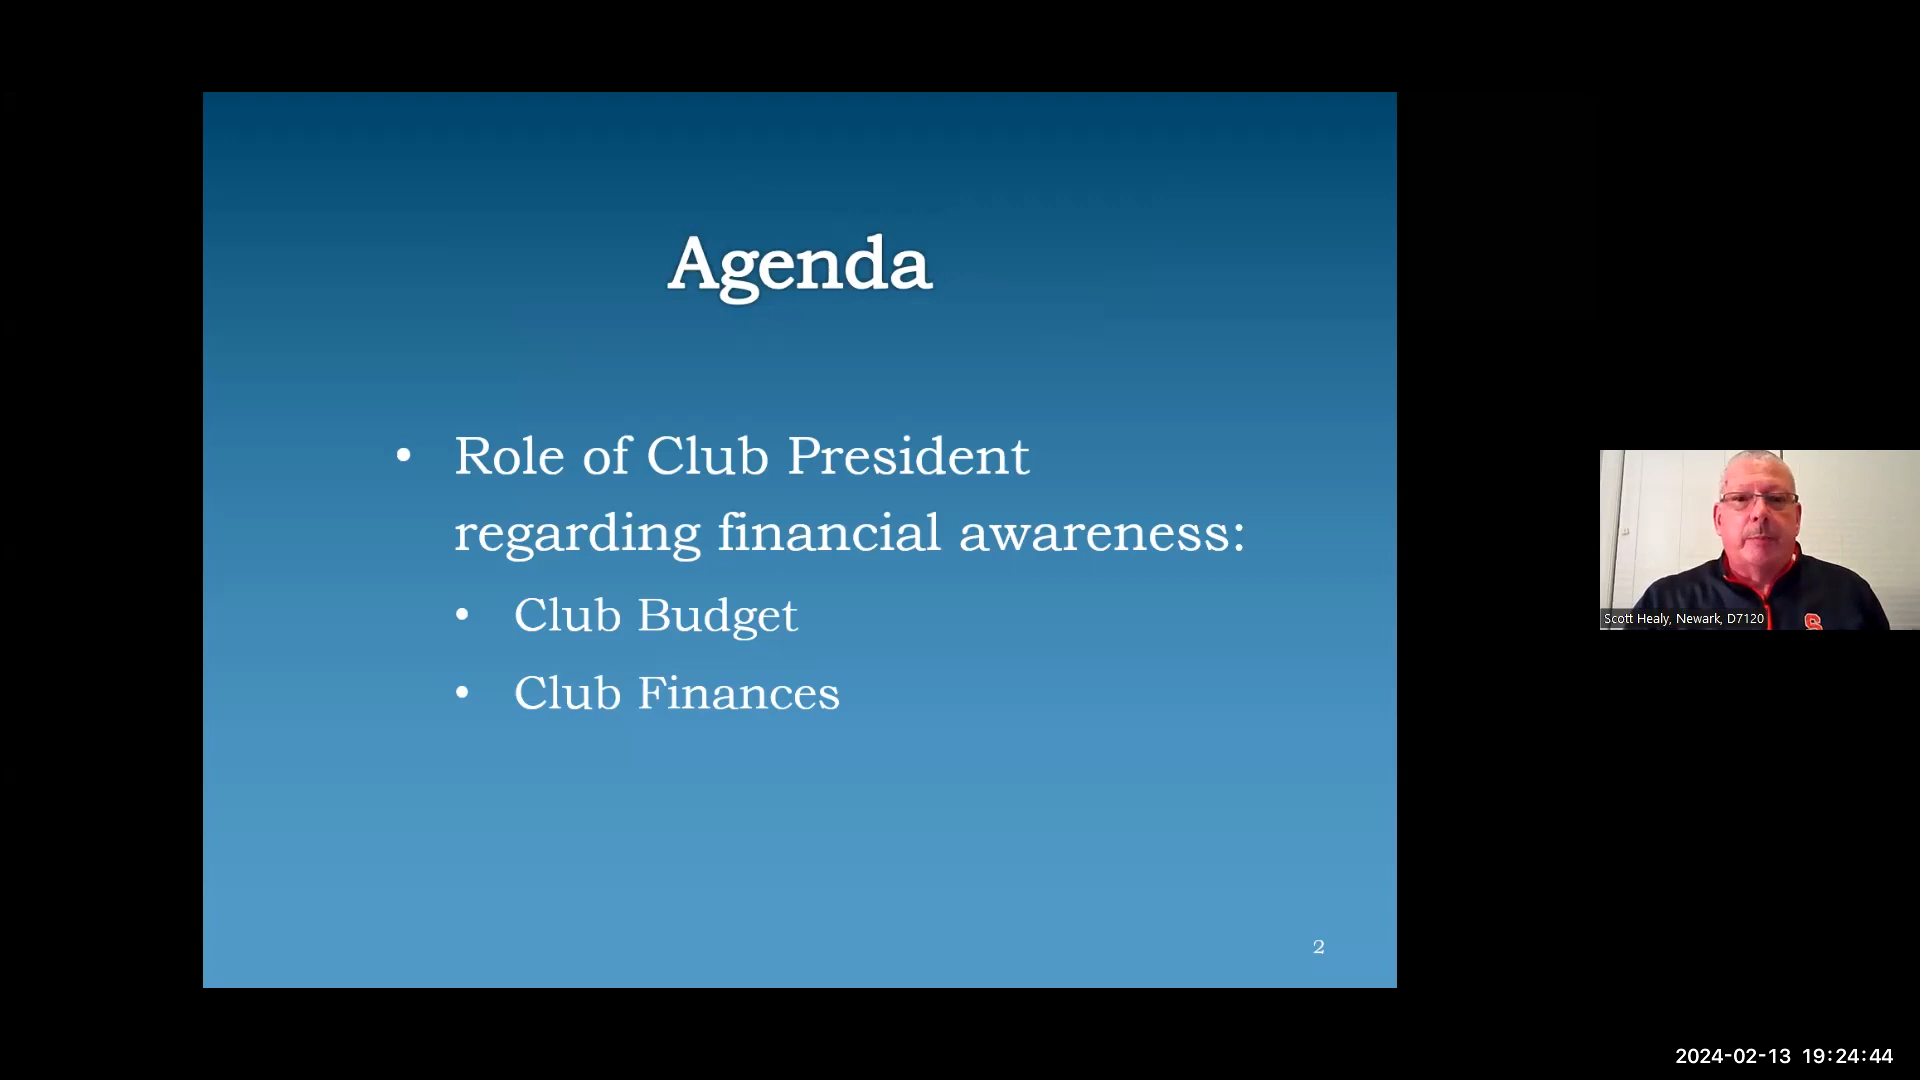 Agenda
• Role of Club President
regarding financial awareness:
• Club Budget
• Club Finances
2
S
Scott Healy, Newark, D7120
2024-02-13 19:24:44